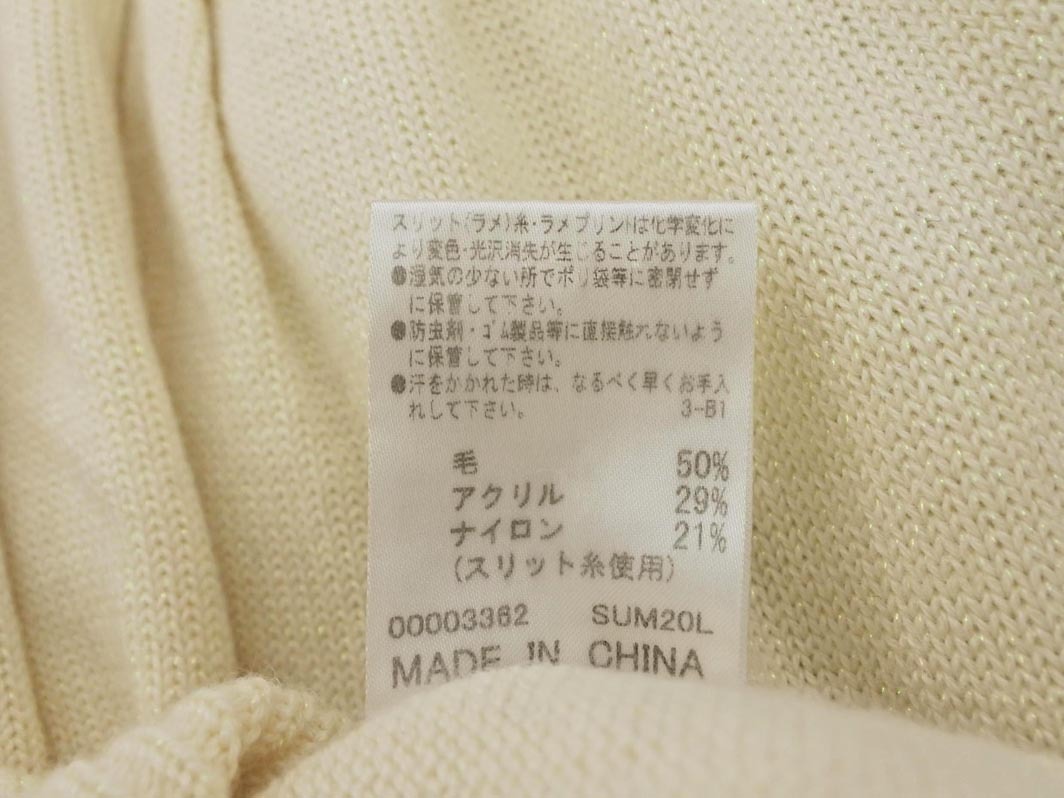 スリット(ラメ)糸・ラメプリントは化学変化に
より変色・光沢消失が生じることがあります。
●湿気の少ない所でポリ袋等に密閉せず
に保管して下さい。
●防虫剤・ゴム製品等に直接触れないよう
に保管して下さい。
●汗をかかれた時は、なるべく早くお手入
れして下さい。 3-B1
毛 50%
アクリル 29%
ナイロン 21%
(スリット糸使用)
00003362 SUM20L
MADE IN CHINA